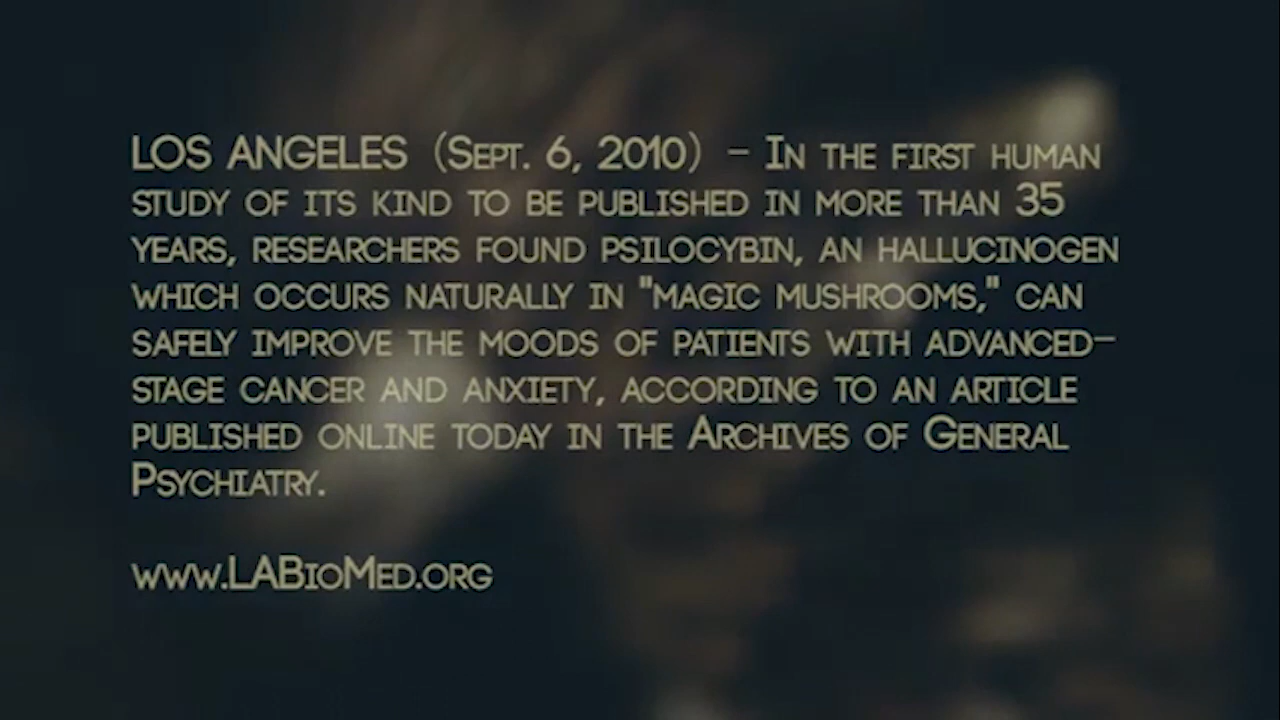 LOS ANGELES (Sept. 6, 2010) – In the first human
study of its kind to be published in more than 35
years, researchers found psilocybin, an hallucinogen
which occurs naturally in "magic mushrooms," can
safely improve the moods of patients with advanced-
stage cancer and anxiety, according to an article
published online today in the Archives of General
Psychiatry.
www.LABioMed.org